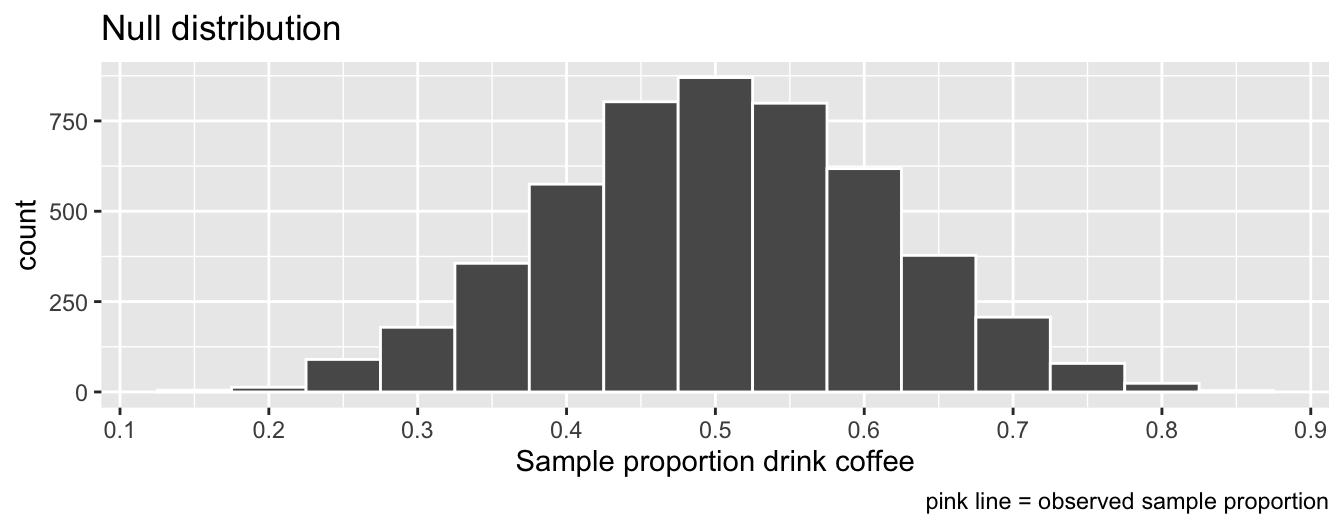 Null distribution
count
750
500
250
0
0.1 0.2 0.3 0.4 0.5 0.6 0.7 0.8 0.9
Sample proportion drink coffee
pink line = observed sample proportion